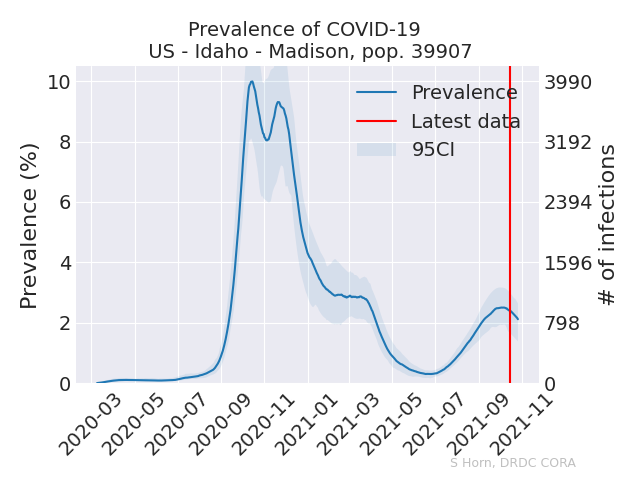 Prevalence of COVID-19
US - Idaho - Madison, pop. 39907
Prevalence
Latest data
95CI
Prevalence (%)
10
8
6
4
2
0
3990
3192
2394
1596
798
0
# of infections
2020-03
2020-05
2020-07
2020-09
2020-11
2021-01
2021-03
2021-05
2021-07
2021-09
2021-11
S Horn, DRDC CORA